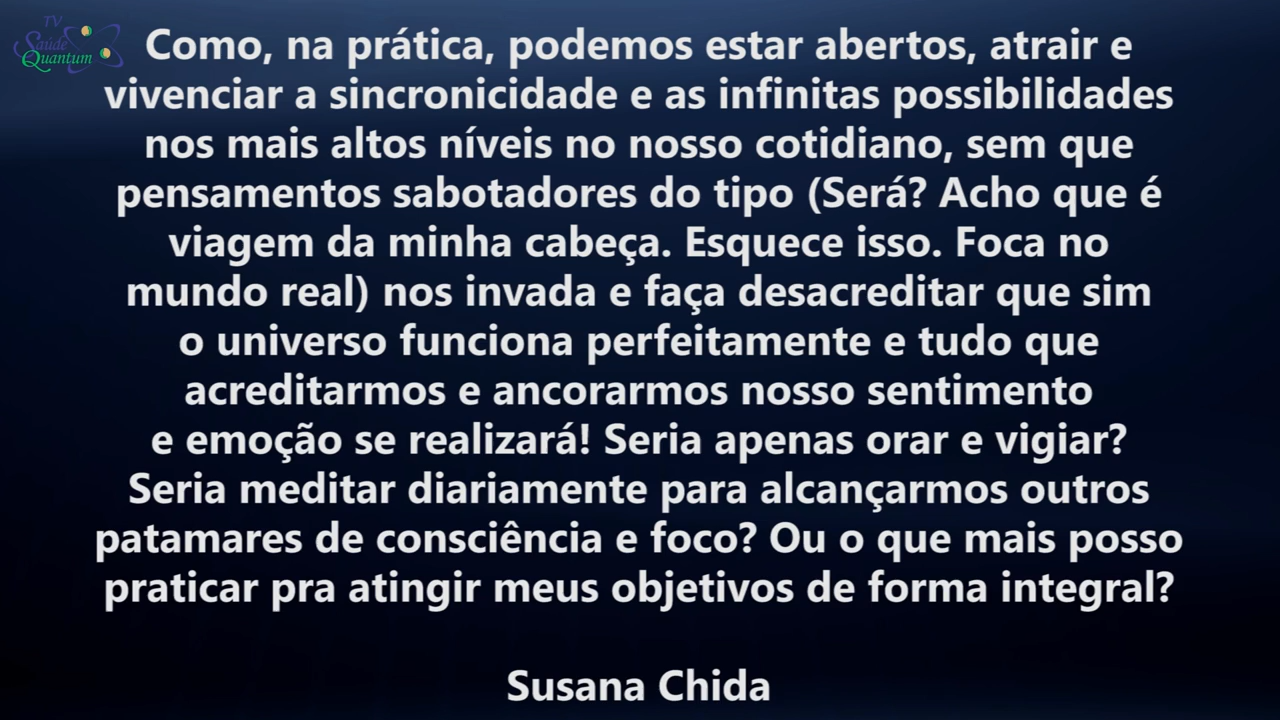 TV
Saúde
Quantum
Como, na prática, podemos estar abertos, atrair e
vivenciar a sincronicidade e as infinitas possibilidades
nos mais altos níveis no nosso cotidiano, sem que
pensamentos sabotadores do tipo (Será? Acho que é
viagem da minha cabeça. Esquece isso. Foca no
mundo real) nos invada e faça desacreditar que sim
o universo funciona perfeitamente e tudo que
acreditarmos e ancorarmos nosso sentimento
e emoção se realizará! Seria apenas orar e vigiar?
Seria meditar diariamente para alcançarmos outros
patamares de consciência e foco? Ou o que mais posso
praticar pra atingir meus objetivos de forma integral?
Susana Chida